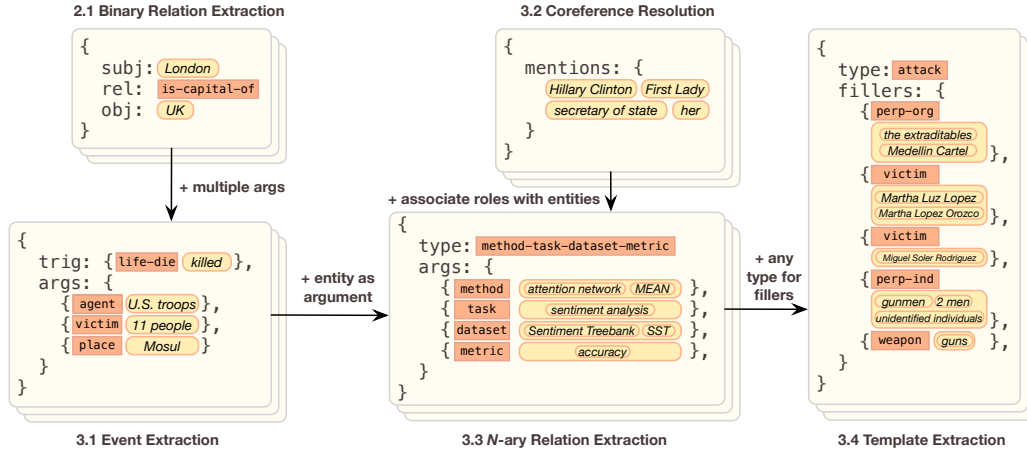 2.1 Binary Relation Extraction
{
subj: London
rel: is-capital-of
obj: UK
}
+ multiple args
{
trig: {life-die killed},
args: {
{agent U.S. troops},
{victim 11 people},
{place Mosul}
}
}
3.1 Event Extraction
+ entity as
argument
3.2 Coreference Resolution
{
mentions: {
Hillary Clinton First Lady
secretary of state her
}
}
+ associate roles with entities
{
type: method-task-dataset-metric
args: {
{method attention network MEAN},
{task sentiment analysis},
{dataset Sentiment Treebank SST},
{metric accuracy},
}
}
3.3 N-ary Relation Extraction
+ any
type for
fillers
{
type: attack
fillers: {
{perp-org
the extraditables
Medellin Cartel},
{victim
Martha Luz Lopez
Martha Lopez Orozco},
{victim
Miguel Soler Rodriguez},
{perp-ind
gunmen 2 men
unidentified individuals},
{weapon guns},
}
}
3.4 Template Extraction